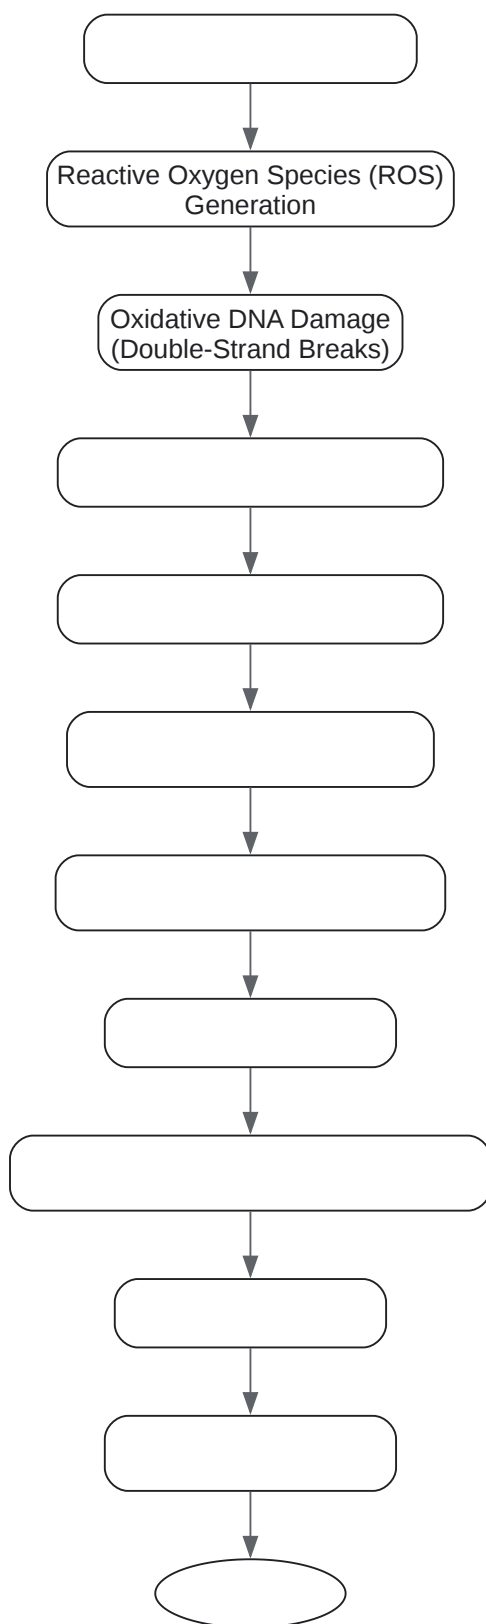 Reactive Oxygen Species (ROS)
Generation
Oxidative DNA Damage
(Double-Strand Breaks)